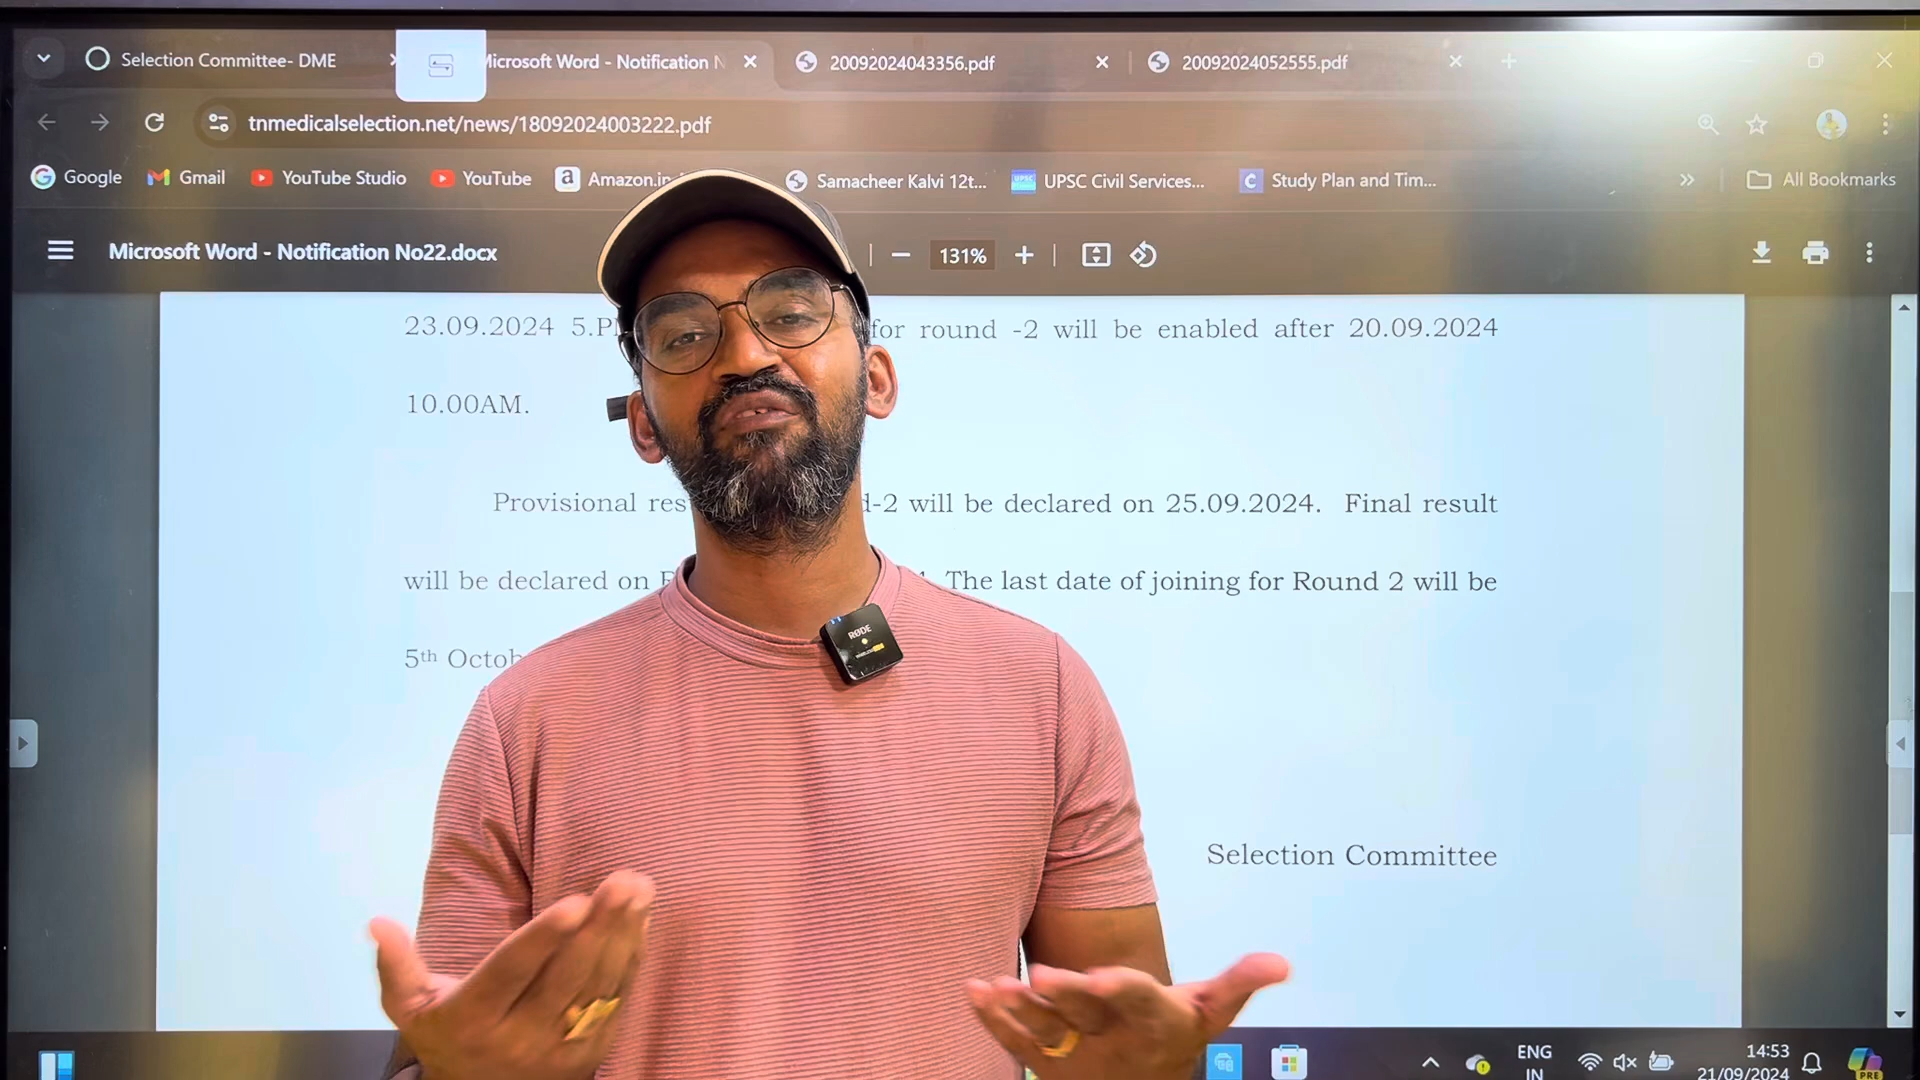 Selection Committee- DME
Microsoft Word - Notification N
20092024043356.pdf
20092024052555.pdf
tnmedicalselection.net/news/18092024003222.pdf
Google
Gmail
YouTube Studio
YouTube
Amazon.in
Samacheer Kalvi 12t...
UPSC Civil Services...
Study Plan and Tim...
All Bookmarks
Microsoft Word - Notification No22.docx
131%
23.09.2024 5.P for round -2 will be enabled after 20.09.2024
10.00AM.
Provisional res d-2 will be declared on 25.09.2024. Final result
will be declared on The last date of joining for Round 2 will be
5th Octob
RØDE
Selection Committee
ENG
IN
14:53
21/09/2024
PRE